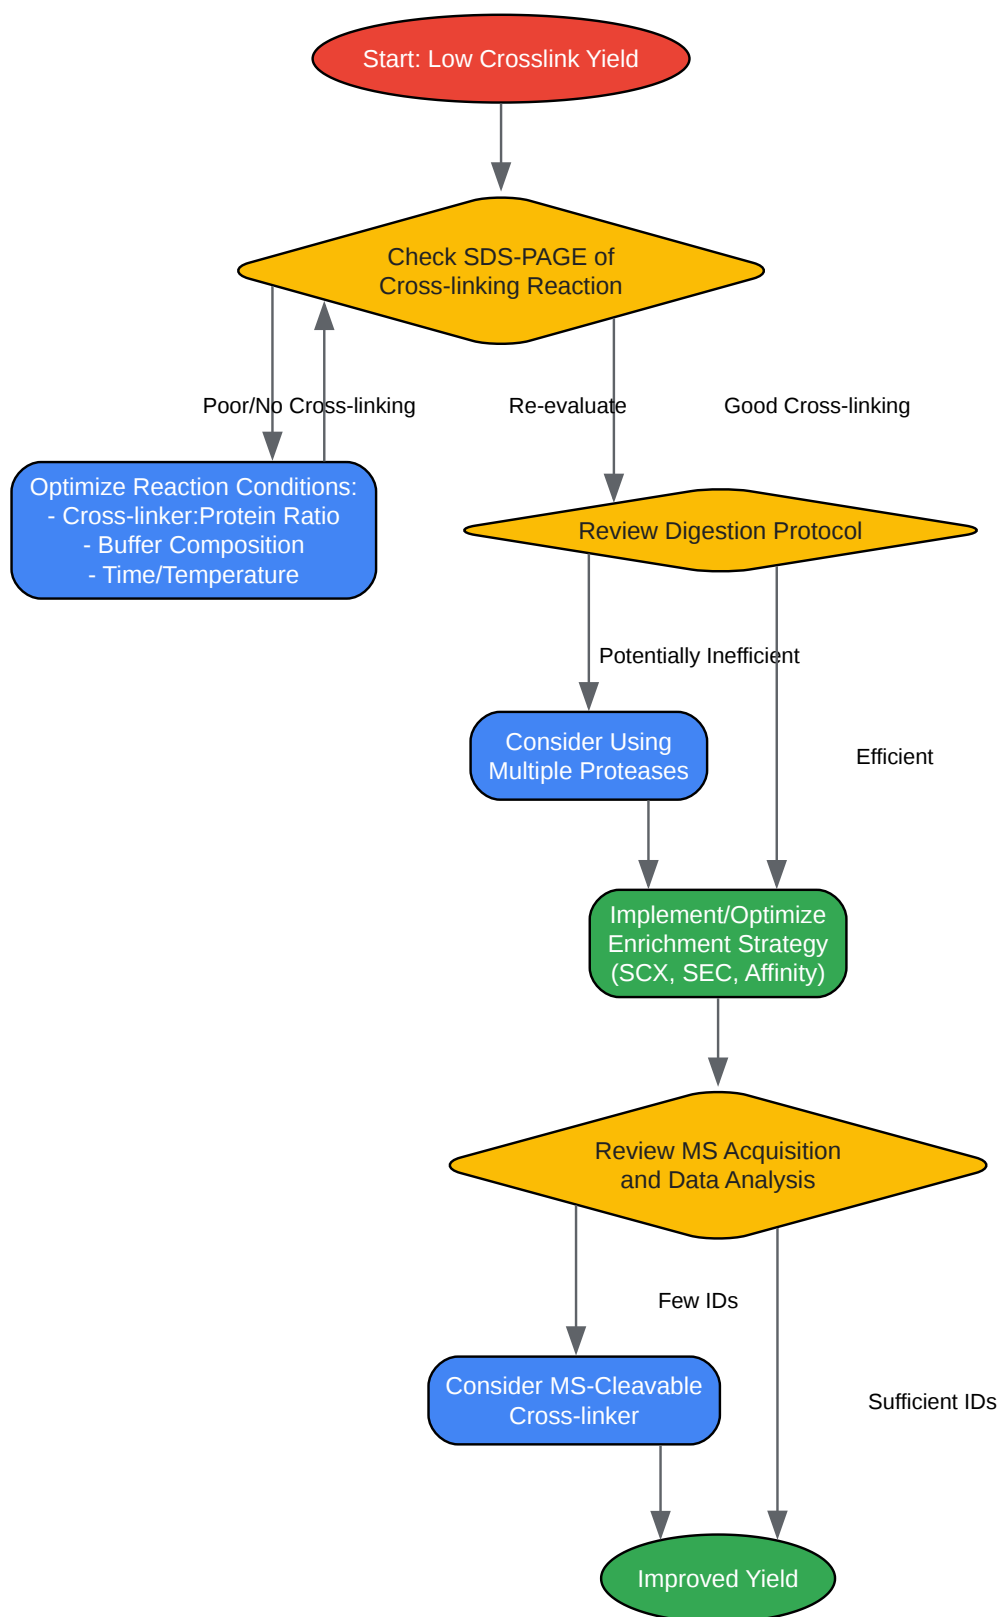 Start: Low Crosslink Yield
Check SDS-PAGE of
Cross-linking Reaction
Poor/No Cross-linking
Re-evaluate
Good Cross-linking
Optimize Reaction Conditions:
- Cross-linker:Protein Ratio
- Buffer Composition
- Time/Temperature
Review Digestion Protocol
Potentially Inefficient
Consider Using
Multiple Proteases
Efficient
Implement/Optimize
Enrichment Strategy
(SCX, SEC, Affinity)
Review MS Acquisition
and Data Analysis
Few IDs
Consider MS-Cleavable
Cross-linker
Sufficient IDs
Improved Yield